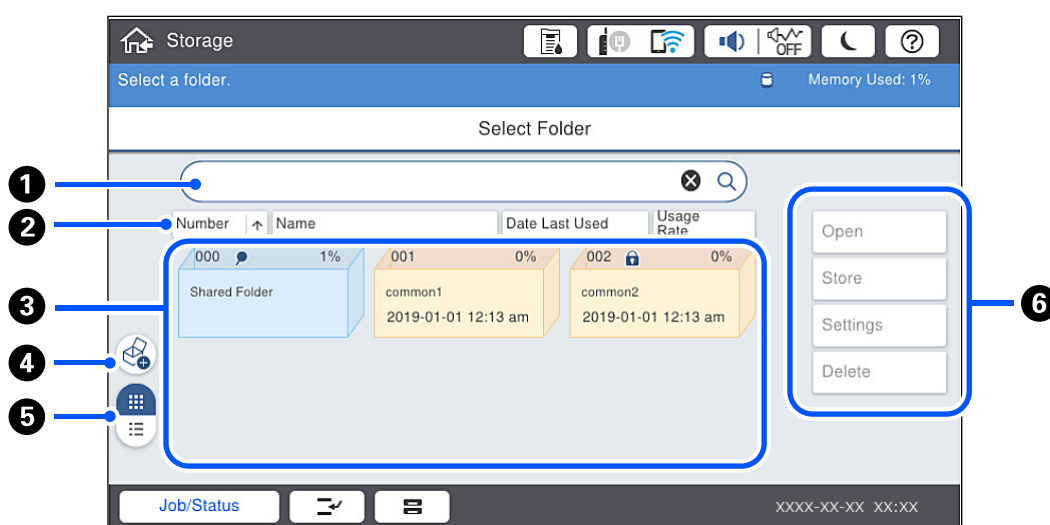 Storage
OFF
?
Select a folder.
Memory Used: 1%
Select Folder
1
2
Number
Name
Date Last Used
Usage Rate
Open
Store
Settings
Delete
3
000
1%
001
0%
002
0%
Shared Folder
common1
common2
2019-01-01 12:13 am
2019-01-01 12:13 am
6
4
5
Job/Status
XXXX-XX-XX XX:XX